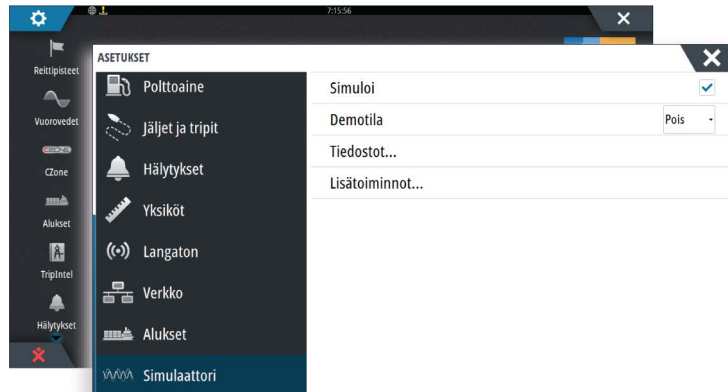 7:15:56
Reittipisteet
Vuorovedet
CZone
Alukset
TripIntel
Hälytykset
ASETUKSET
Polttoaine
Jäljet ja tripit
Hälytykset
Yksiköt
Langaton
Verkko
Alukset
Simulaattori
Simuloi
Demotila
Pois
Tiedostot...
Lisätoiminnot...